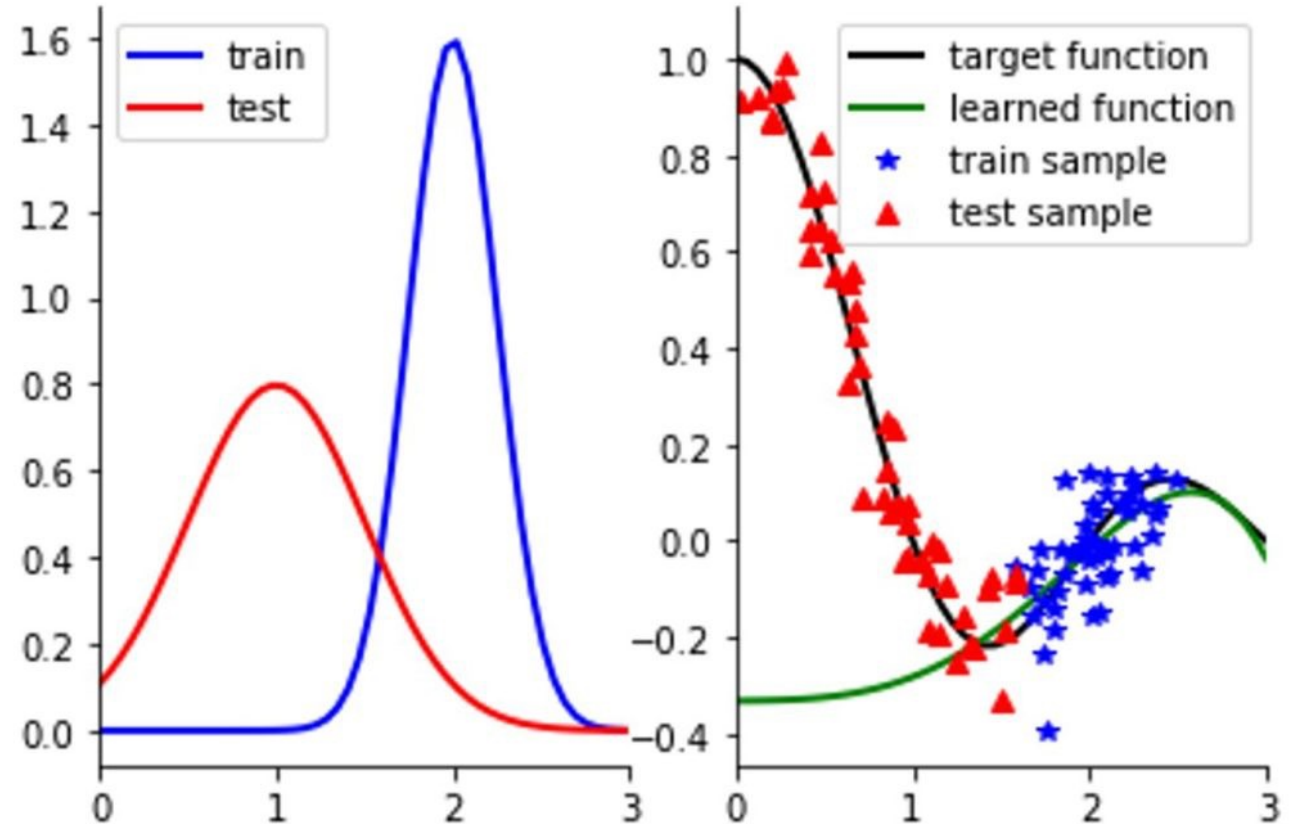 train
test
1.6
1.4
1.2
1.0
0.8
0.6
0.4
0.2
0.0
0 1 2 3
target function
learned function
train sample
test sample
1.0
0.8
0.6
0.4
0.2
0.0
−0.2
−0.4
0 1 2 3